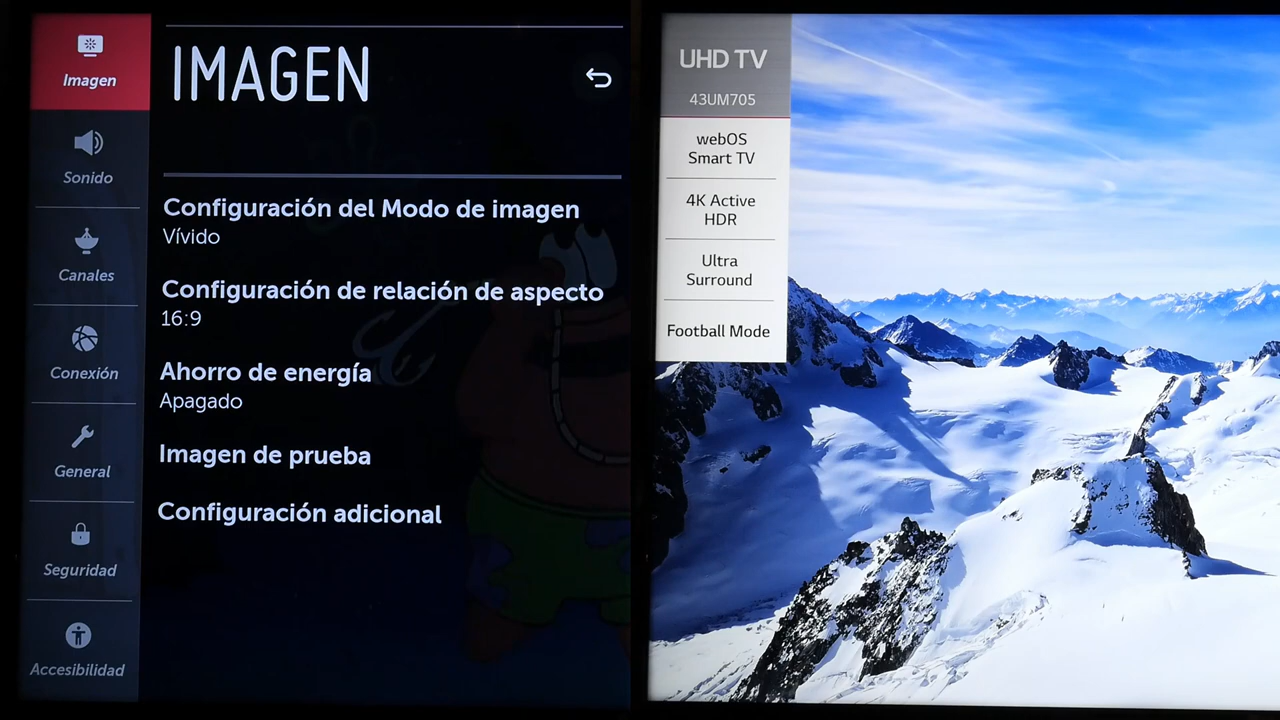 Imagen
Sonido
Canales
Conexión
General
Seguridad
Accesibilidad
IMAGEN
Configuración del Modo de imagen
Vívido
Configuración de relación de aspecto
16:9
Ahorro de energía
Apagado
Imagen de prueba
Configuración adicional
UHD TV
43UM705
webOS
Smart TV
4K Active
HDR
Ultra
Surround
Football Mode